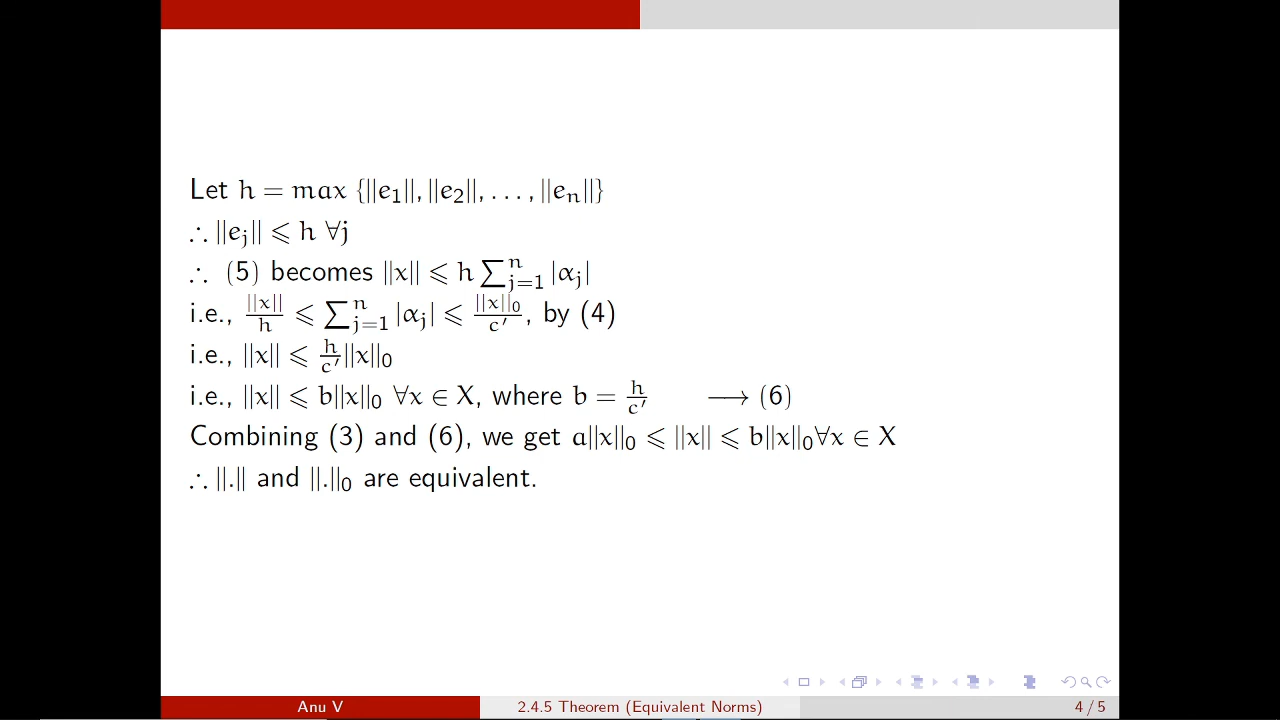 Let h = max {||e₁||, ||e₂||, . . . , ||eₙ||}
∴ ||eⱼ|| ⩽ h ∀j
∴ (5) becomes ||x|| ⩽ h ∑ⁿⱼ₌₁ |αⱼ|
i.e., ||x||/h ⩽ ∑ⁿⱼ₌₁ |αⱼ| ⩽ ||x||₀/c′, by (4)
i.e., ||x|| ⩽ h/c′ ||x||₀
i.e., ||x|| ⩽ b||x||₀ ∀x ∈ X, where b = h/c′ ⟶ (6)
Combining (3) and (6), we get a||x||₀ ⩽ ||x|| ⩽ b||x||₀∀x ∈ X
∴ ||.|| and ||.||₀ are equivalent.
Anu V 2.4.5 Theorem (Equivalent Norms) 4 / 5